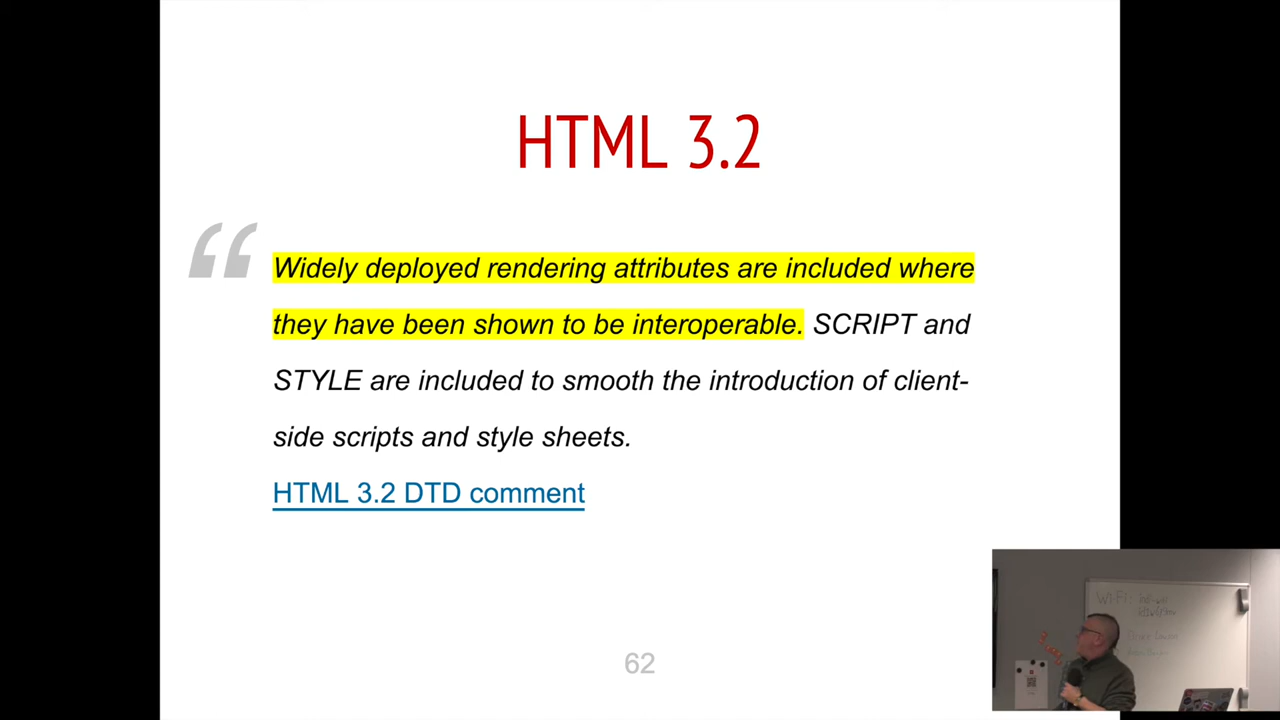 HTML 3.2
“
Widely deployed rendering attributes are included where
they have been shown to be interoperable. SCRIPT and
STYLE are included to smooth the introduction of client-
side scripts and style sheets.
HTML 3.2 DTD comment
62
WI-FI: